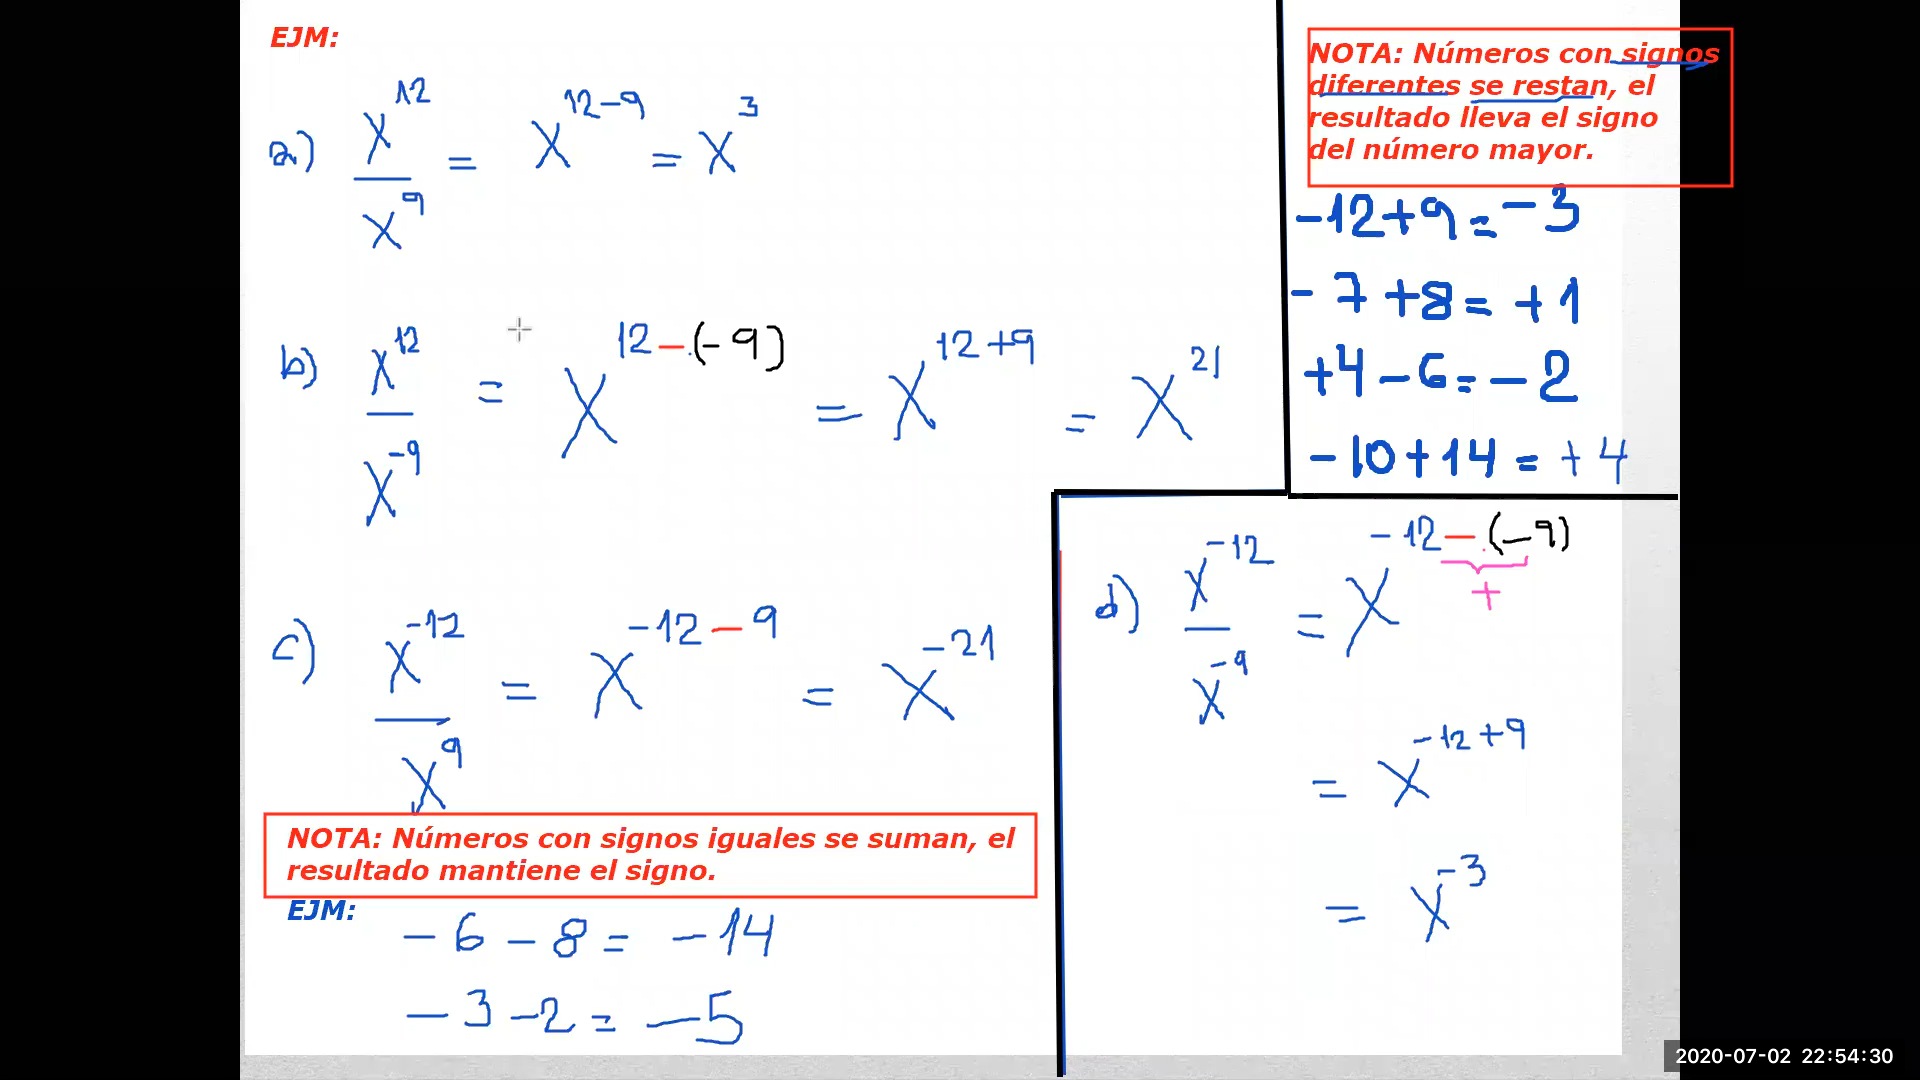 EJM:
a) x^12 / x^9 = x^12-9 = x^3
b) x^12 / x^-9 = x^12-(-9) = x^12+9 = x^21
c) x^-12 / x^9 = x^-12-9 = x^-21
NOTA: Números con signos iguales se suman, el
resultado mantiene el signo.
EJM:
-6-8= -14
-3-2= -5
NOTA: Números con signos
diferentes se restan, el
resultado lleva el signo
del número mayor.
-12+9=-3
-7+8=+1
+4-6=-2
-10+14=+4
d) x^-12 / x^-9 = x^-12-(-9)
+
= x^-12+9
= x^-3
2020-07-02 22:54:30